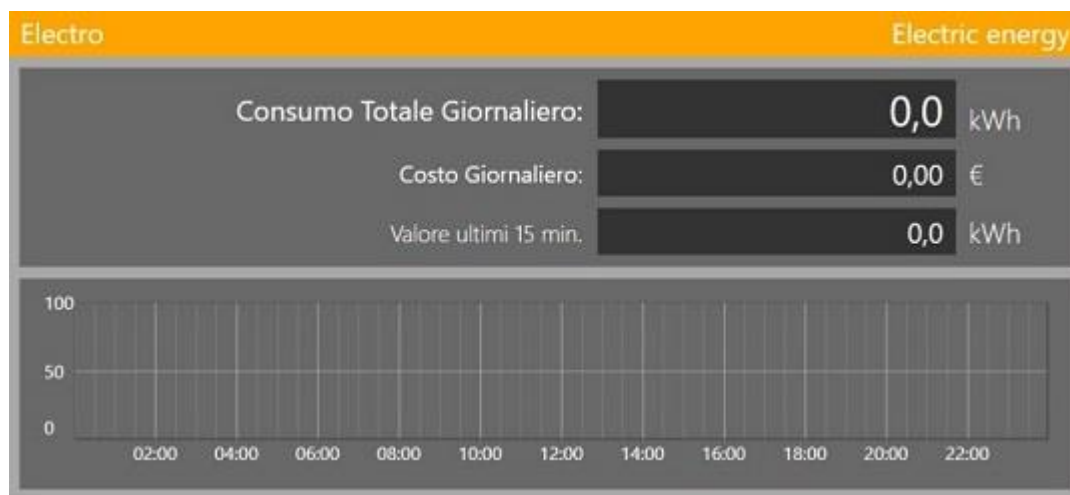 Electro Electric energy
Consumo Totale Giornaliero: 0,0 kWh
Costo Giornaliero: 0,00 €
Valore ultimi 15 min. 0,0 kWh
100
50
0
02:00 04:00 06:00 08:00 10:00 12:00 14:00 16:00 18:00 20:00 22:00